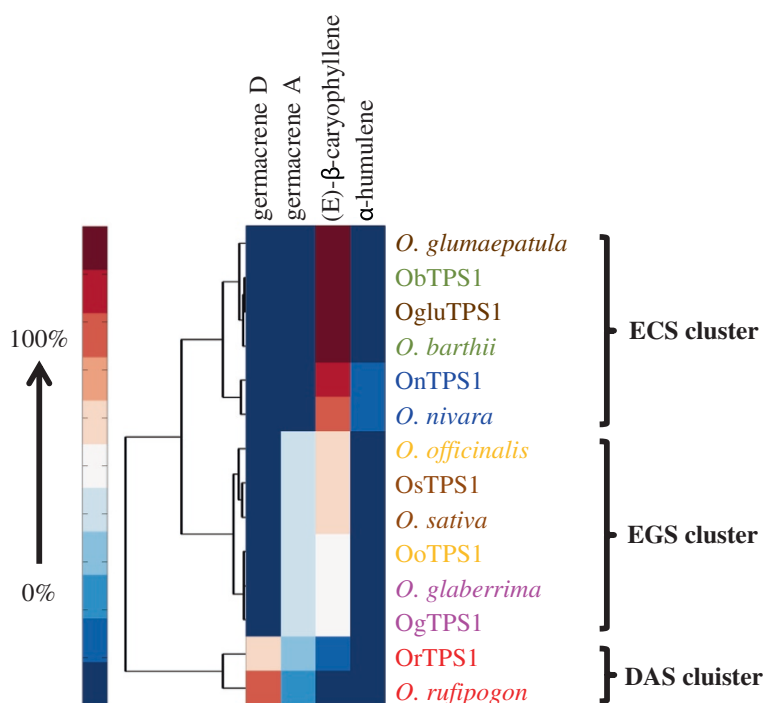 germacrene D
germacrene A
(E)-β-caryophyllene
α-humulene
100%
0%
O. glumaepatula
ObTPS1
OgluTPS1
O. barthii
OnTPS1
O. nivara
O. officinalis
OsTPS1
O. sativa
OoTPS1
O. glaberrima
OgTPS1
OrTPS1
O. rufipogon
ECS cluster
EGS cluster
DAS cluister